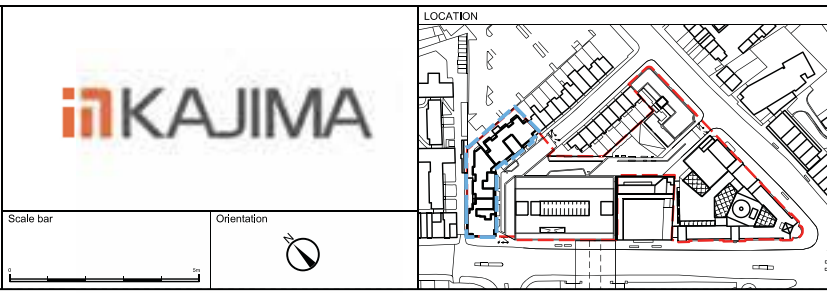 LOCATION
KAJIMA
Scale bar
Orientation
N
0
5m